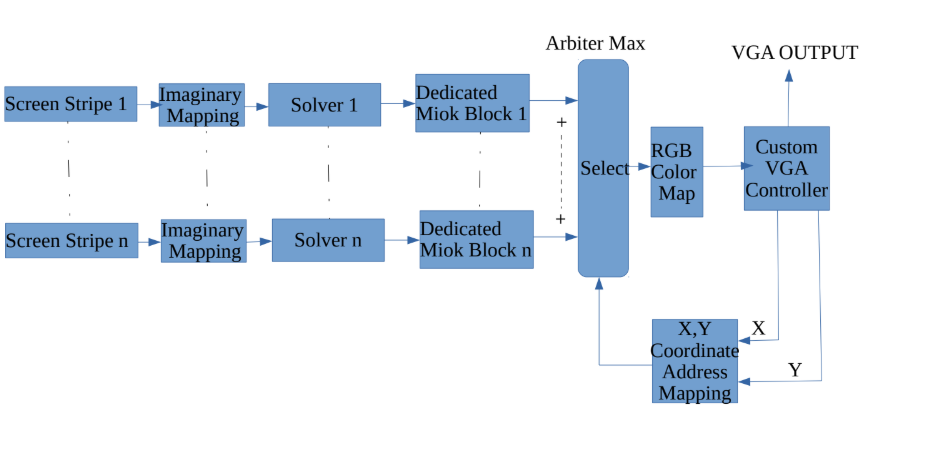 Arbiter Max
VGA OUTPUT
Screen Stripe 1
Imaginary
Mapping
Solver 1
Dedicated
Miok Block 1
+
+
Select
RGB
Color
Map
Custom
VGA
Controller
Screen Stripe n
Imaginary
Mapping
Solver n
Dedicated
Miok Block n
X,Y
Coordinate
Address
Mapping
X
Y